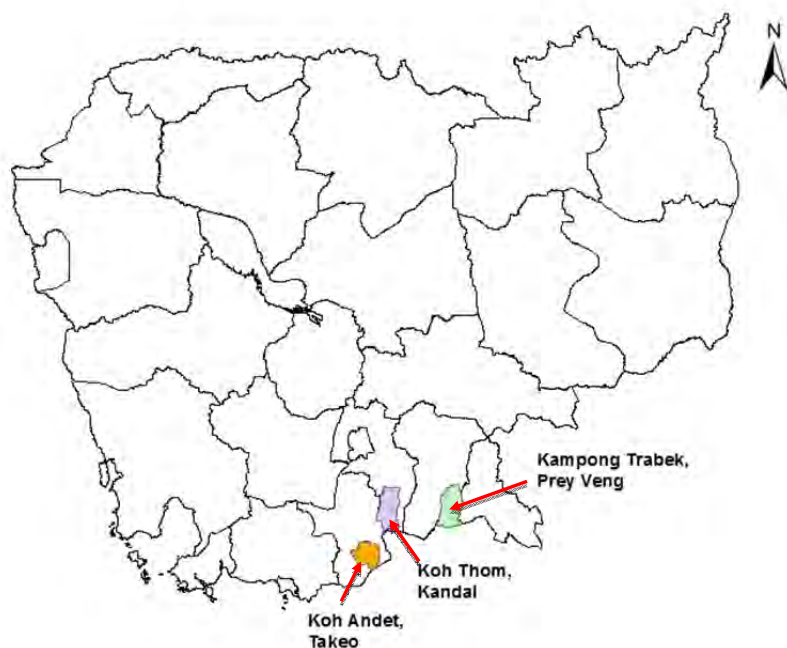 N
Kampong Trabek,
Prey Veng
Koh Thom,
Kandal
Koh Andet,
Takeo